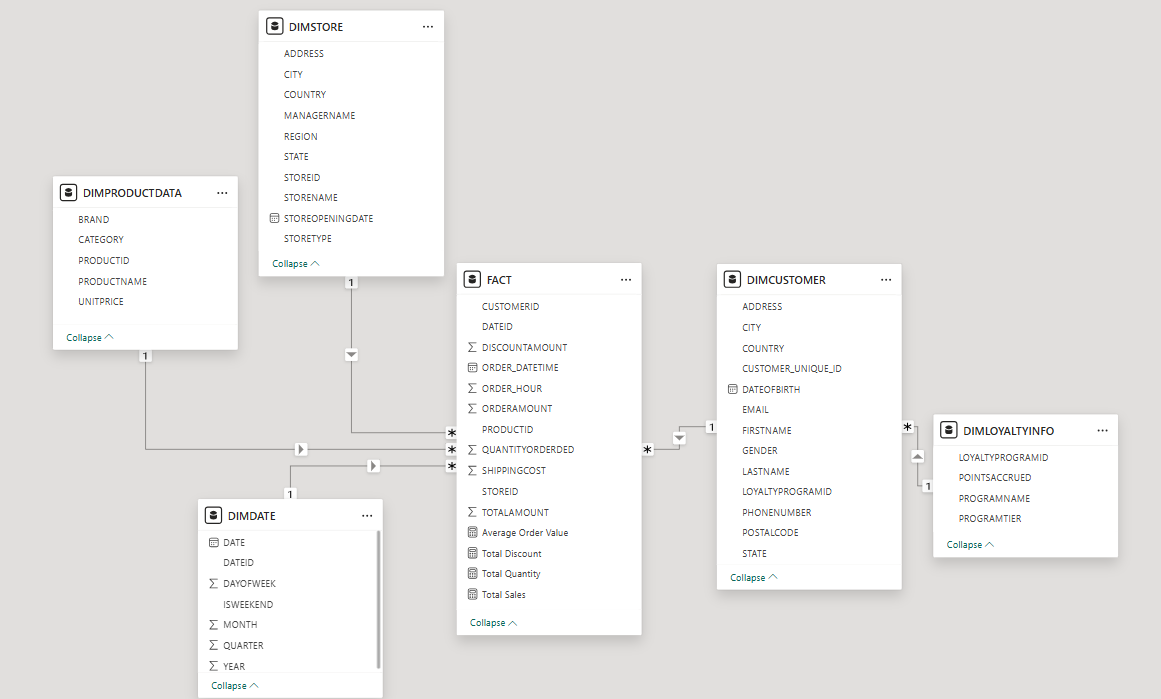 DIMSTORE
ADDRESS
CITY
COUNTRY
MANAGERNAME
REGION
STATE
STOREID
STORENAME
STOREOPENINGDATE
STORETYPE
Collapse
DIMPRODUCTDATA
BRAND
CATEGORY
PRODUCTID
PRODUCTNAME
UNITPRICE
Collapse
FACT
CUSTOMERID
DATEID
DISCOUNTAMOUNT
ORDER_DATETIME
ORDER_HOUR
ORDERAMOUNT
PRODUCTID
QUANTITYORDERDED
SHIPPINGCOST
STOREID
TOTALAMOUNT
Average Order Value
Total Discount
Total Quantity
Total Sales
Collapse
DIMCUSTOMER
ADDRESS
CITY
COUNTRY
CUSTOMER_UNIQUE_ID
DATEOFBIRTH
EMAIL
FIRSTNAME
GENDER
LASTNAME
LOYALTYPROGRAMID
PHONENUMBER
POSTALCODE
STATE
Collapse
DIMLOYALTYINFO
LOYALTYPROGRAMID
POINTSACCRUED
PROGRAMNAME
PROGRAMTIER
Collapse
DIMDATE
DATE
DATEID
DAYOFWEEK
ISWEEKEND
MONTH
QUARTER
YEAR
Collapse
1
1
1
1
1
*
*
*
*
*